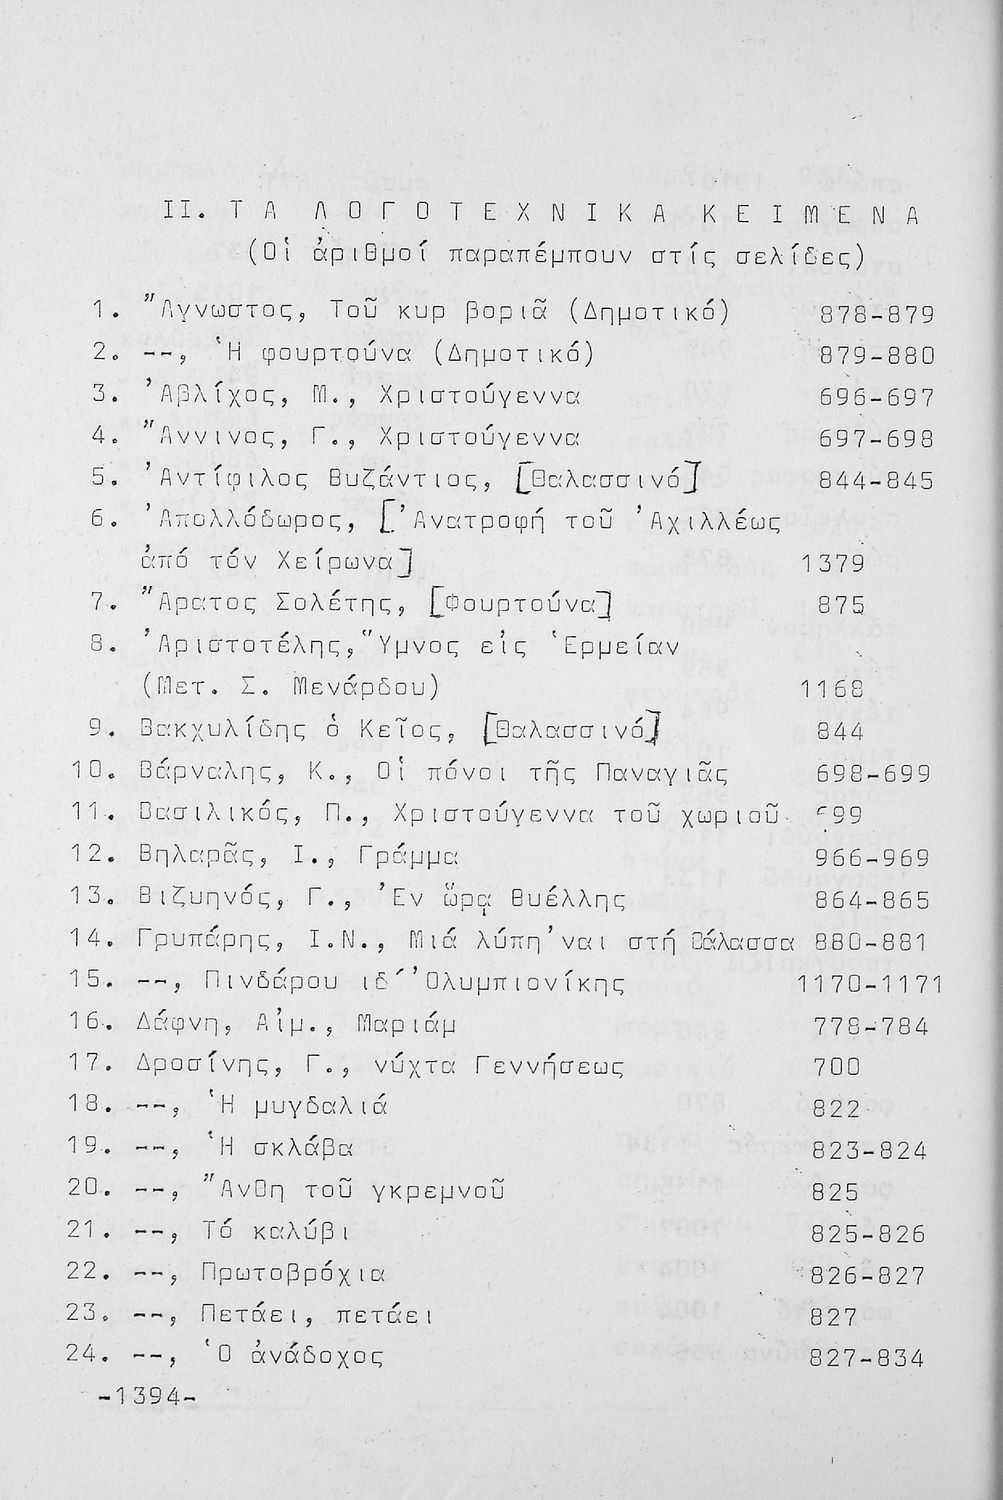 II. ΤΑ ΛΟΓΟΤΕΧΝΙΚΑ ΚΕΙΜΕΝΑ
(Οἱ ἀριθμοί παραπέμπουν στίς σελίδες)
1. Ἄγνωστος, Τοῦ κυρ βοριᾶ (Δημοτικό) 878-879
2. --, Ἡ φουρτούνα (Δημοτικό) 879-880
3. Ἀβλίχος, Μ., Χριστούγεννα 696-697
4. Ἄννινος, Γ., Χριστούγεννα 697-698
5. Ἀντίφιλος Βυζάντιος, [Θαλασσινό] 844-845
6. Ἀπολλόδωρος, [Ἀνατροφή τοῦ Ἀχιλλέως
ἀπό τόν Χείρωνα] 1379
7. Ἄρατος Σολέτης, [Φουρτούνα] 875
8. Ἀριστοτέλης, Ὕμνος εἰς Ἑρμείαν
(Μετ. Σ. Μενάρδου) 1168
9. Βακχυλίδης ὁ Κεῖος, [Θαλασσινό] 844
10. Βάρναλης, Κ., Οἱ πόνοι τῆς Παναγιᾶς 698-699
11. Βασιλικός, Π., Χριστούγεννα τοῦ χωριοῦ 699
12. Βηλαρᾶς, Ι., Γράμμα 966-969
13. Βιζυηνός, Γ., Ἐν ὥρᾳ θυέλλης 864-865
14. Γρυπάρης, Ι.Ν., Μιά λύπη 'ναι στή θάλασσα 880-881
15. --, Πινδάρου ιδ´ Ὀλυμπιονίκης 1170-1171
16. Δάφνη, Αἰμ., Μαριάμ 778-784
17. Δροσίνης, Γ., νύχτα Γεννήσεως 700
18. --, Ἡ μυγδαλιά 822
19. --, Ἡ σκλάβα 823-824
20. --, Ἄνθη τοῦ γκρεμνοῦ 825
21. --, Τό καλύβι 825-826
22. --, Πρωτοβρόχια 826-827
23. --, Πετάει, πετάει 827
24. --, Ὁ ἀνάδοχος 827-834
-1394-